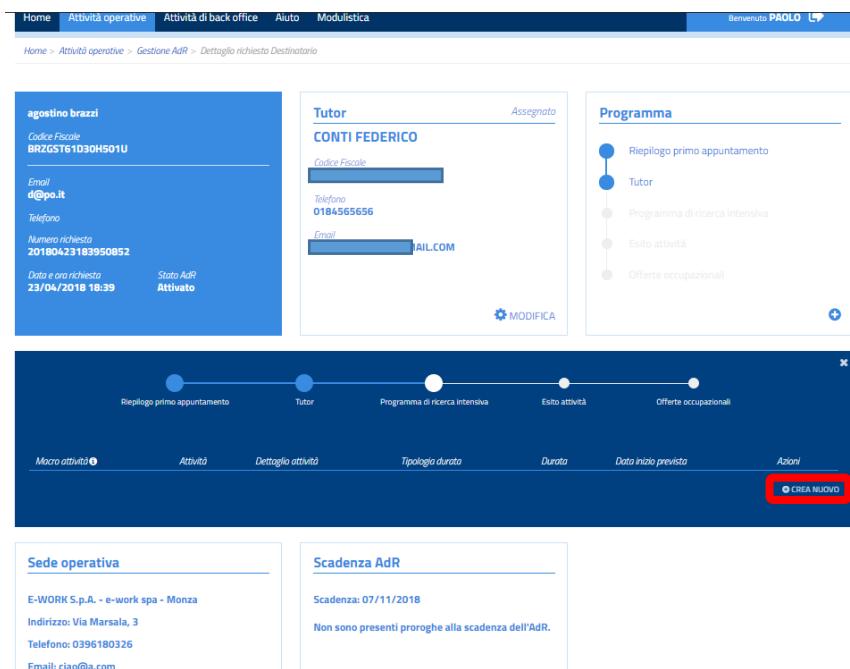 Home Attività operative Attività di back office Aiuto Modulistica Benvenuto PAOLO
Home > Attività operative > Gestione AdR > Dettaglio richiesta Destinatario
agostino brazzi
Codice Fiscale
BRZGST61D30H501U
Email
d@po.it
Telefono
Numero richiesta
20180423183950852
Data e ora richiesta Stato AdR
23/04/2018 18:39 Attivato
Tutor Assegnato
CONTI FEDERICO
Codice Fiscale
Telefono
0184565656
Email
MAIL.COM
MODIFICA
Programma
Riepilogo primo appuntamento
Tutor
Programma di ricerca intensiva
Esito attività
Offerte occupazionali
Riepilogo primo appuntamento Tutor Programma di ricerca intensiva Esito attività Offerte occupazionali
Macro attività Attività Dettaglio attività Tipologia durata Durata Data inizio prevista Azioni
CREA NUOVO
Sede operativa
E-WORK S.p.A. - e-work spa - Monza
Indirizzo: Via Marsala, 3
Telefono: 0396180326
Email: ciao@a.com
Scadenza AdR
Scadenza: 07/11/2018
Non sono presenti proroghe alla scadenza dell'AdR.